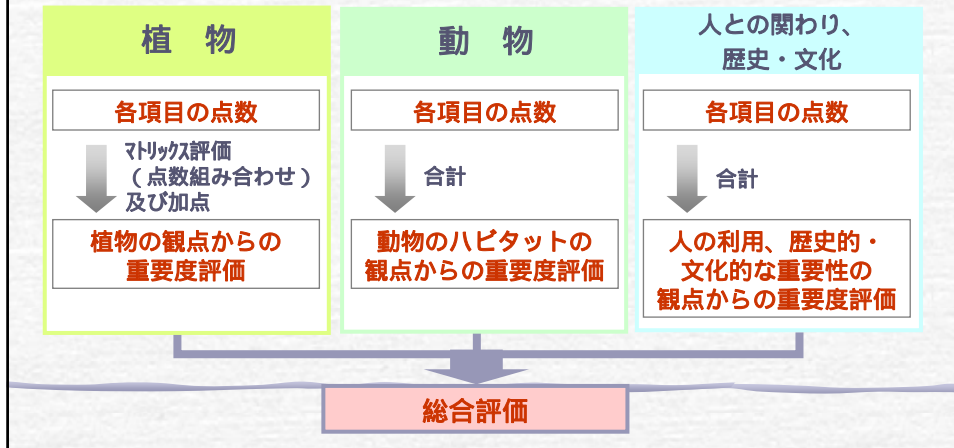 植　物
各項目の点数
ﾏﾄﾘｯｸｽ評価
（点数組み合わせ）
及び加点
植物の観点からの
重要度評価
動　物
各項目の点数
合計
動物のハビタットの
観点からの重要度評価
人との関わり、
歴史・文化
各項目の点数
合計
人の利用、歴史的・
文化的な重要性の
観点からの重要度評価
総合評価